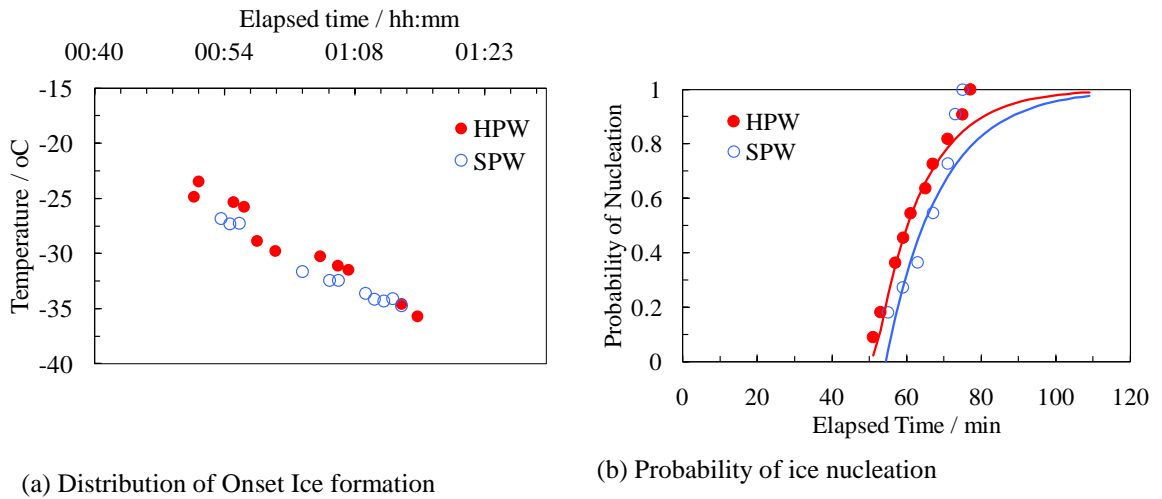 Elapsed time / hh:mm
00:40 00:54 01:08 01:23
-15
-20
-25
-30
-35
-40
Temperature / oC
HPW
SPW
(a) Distribution of Onset Ice formation
1
0.8
0.6
0.4
0.2
0
Probability of Nucleation
HPW
SPW
0 20 40 60 80 100 120
Elapsed Time / min
(b) Probability of ice nucleation